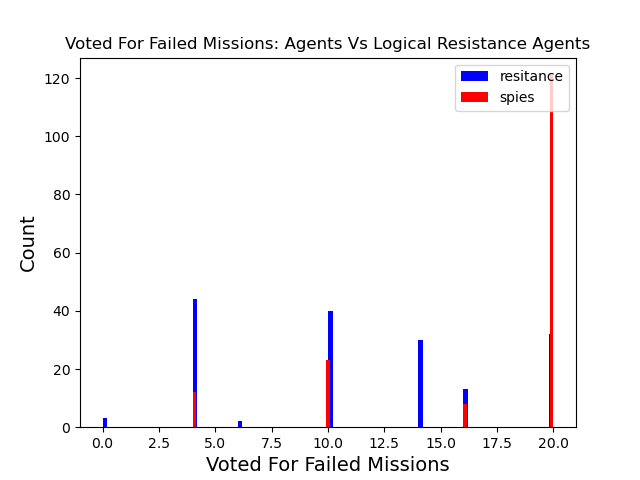 Voted For Failed Missions: Agents Vs Logical Resistance Agents
resitance
spies
Count
120
100
80
60
40
20
0
0.0 2.5 5.0 7.5 10.0 12.5 15.0 17.5 20.0
Voted For Failed Missions